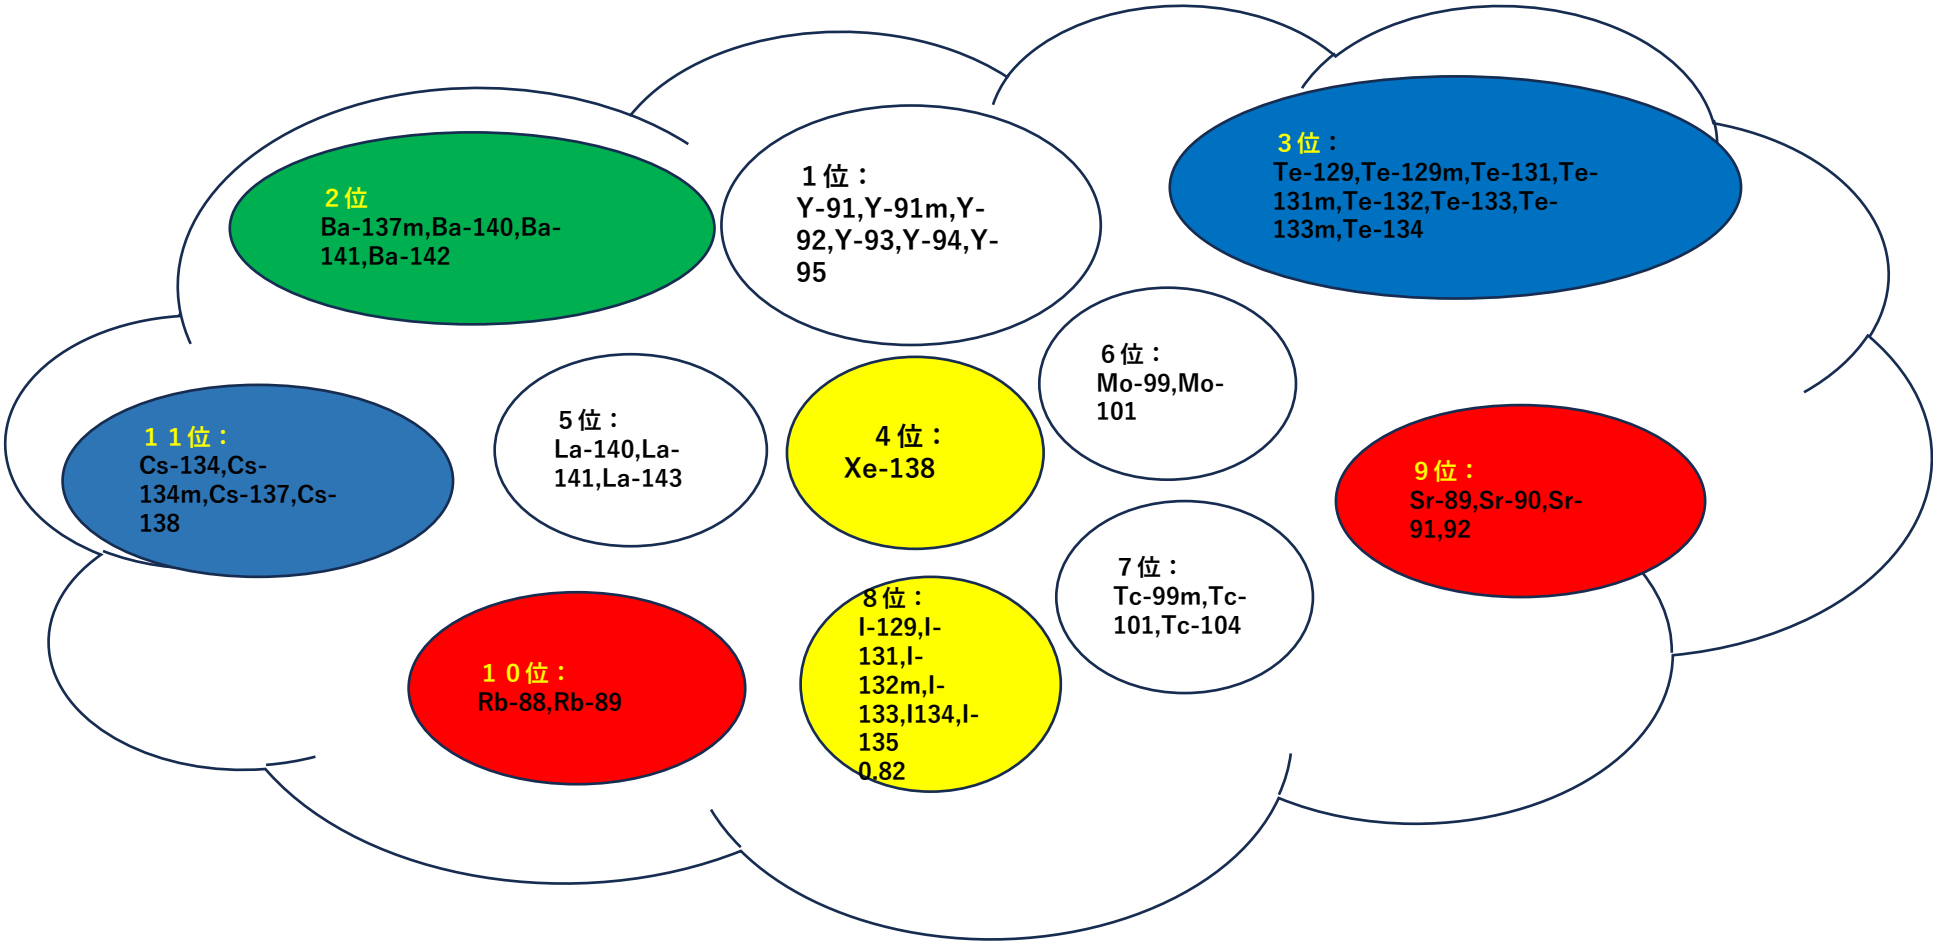 ２位
Ba-137m,Ba-140,Ba-
141,Ba-142
１位：
Y-91,Y-91m,Y-
92,Y-93,Y-94,Y-
95
３位：
Te-129,Te-129m,Te-131,Te-
131m,Te-132,Te-133,Te-
133m,Te-134
６位：
Mo-99,Mo-
101
１１位：
Cs-134,Cs-
134m,Cs-137,Cs-
138
５位：
La-140,La-
141,La-143
４位：
Xe-138
９位：
Sr-89,Sr-90,Sr-
91,92
７位：
Tc-99m,Tc-
101,Tc-104
１０位：
Rb-88,Rb-89
８位：
I-129,I-
131,I-
132m,I-
133,I134,I-
135
0.82